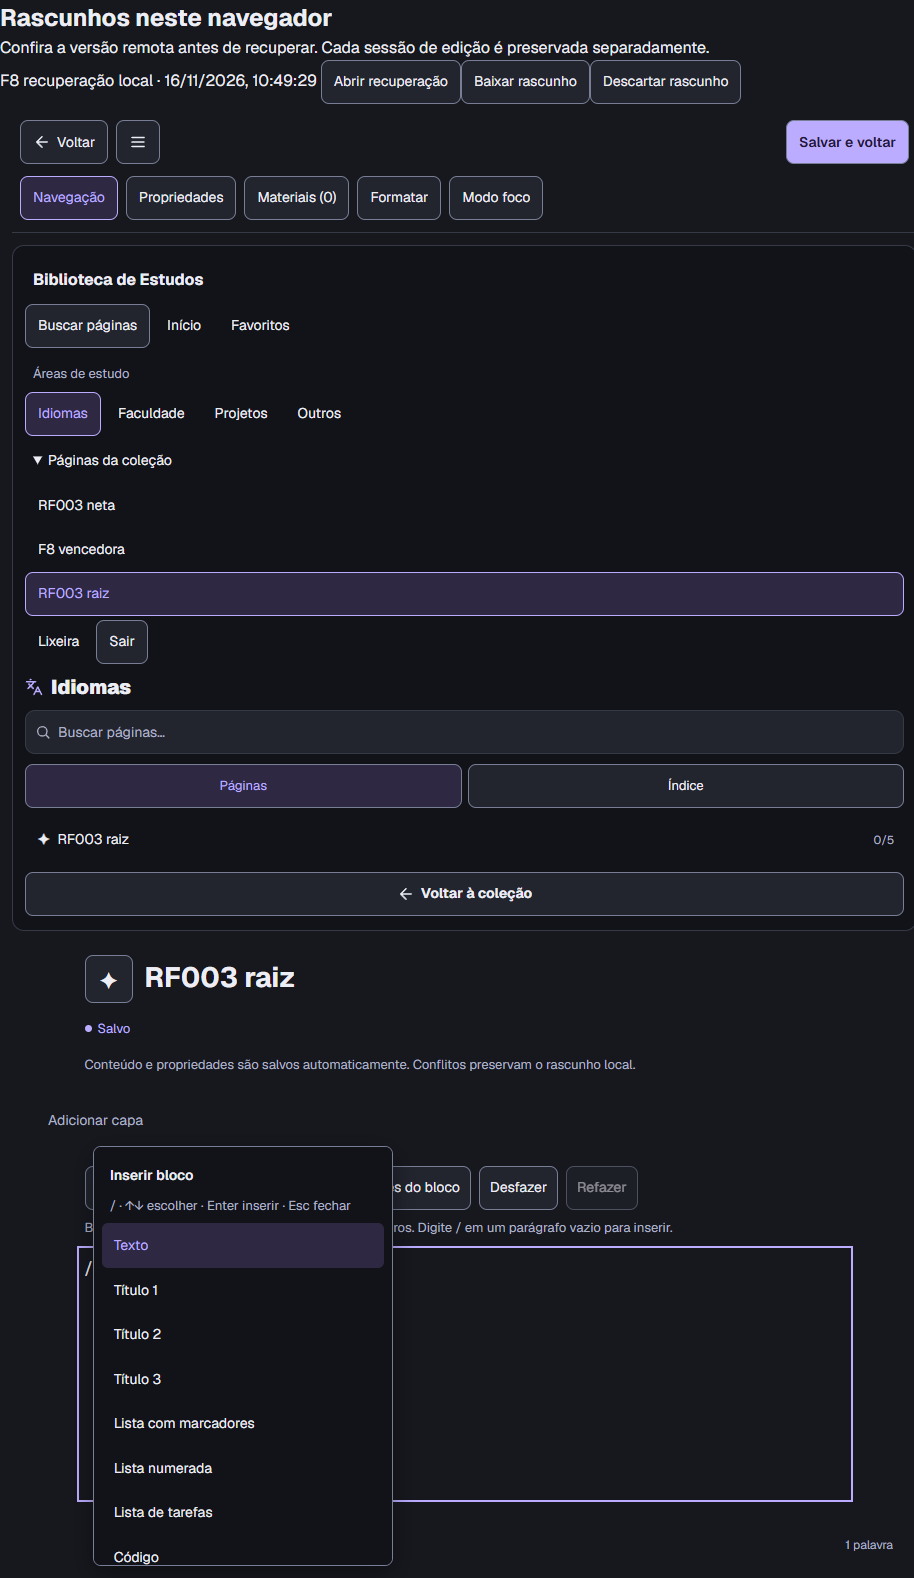 Rascunhos neste navegador
Confira a versão remota antes de recuperar. Cada sessão de edição é preservada separadamente.
F8 recuperação local · 16/11/2026, 10:49:29 Abrir recuperação Baixar rascunho Descartar rascunho
← Voltar Salvar e voltar
Navegação Propriedades Materiais (0) Formatar Modo foco
Biblioteca de Estudos
Buscar páginas Início Favoritos
Áreas de estudo
Idiomas Faculdade Projetos Outros
▼ Páginas da coleção
RF003 neta
F8 vencedora
RF003 raiz
Lixeira Sair
Idiomas
Buscar páginas...
Páginas Índice
✦ RF003 raiz 0/5
← Voltar à coleção
✦ RF003 raiz
Salvo
Conteúdo e propriedades são salvos automaticamente. Conflitos preservam o rascunho local.
Adicionar capa
Inserir bloco
do bloco Desfazer Refazer
/ · ↑↓ escolher · Enter inserir · Esc fechar
Digite / em um parágrafo vazio para inserir.
/
Texto
Título 1
Título 2
Título 3
Lista com marcadores
Lista numerada
Lista de tarefas
Código
1 palavra